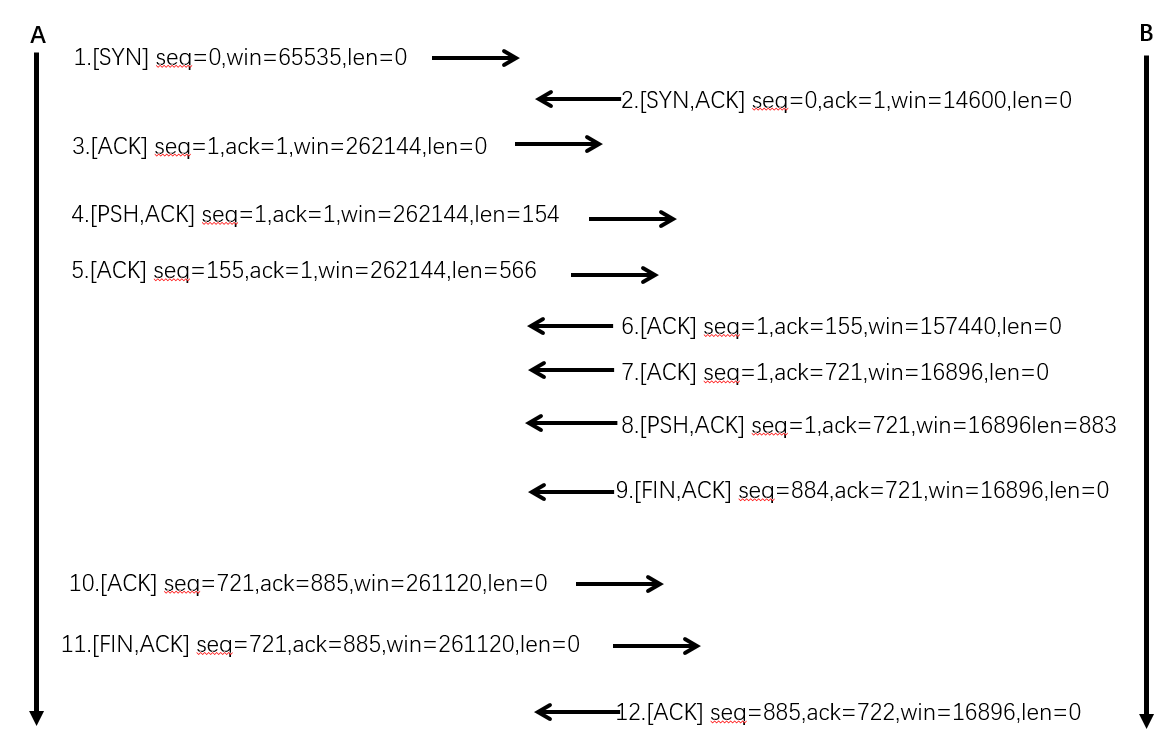 A
B
1.[SYN] seq=0,win=65535,len=0
2.[SYN,ACK] seq=0,ack=1,win=14600,len=0
3.[ACK] seq=1,ack=1,win=262144,len=0
4.[PSH,ACK] seq=1,ack=1,win=262144,len=154
5.[ACK] seq=155,ack=1,win=262144,len=566
6.[ACK] seq=1,ack=155,win=157440,len=0
7.[ACK] seq=1,ack=721,win=16896,len=0
8.[PSH,ACK] seq=1,ack=721,win=16896len=883
9.[FIN,ACK] seq=884,ack=721,win=16896,len=0
10.[ACK] seq=721,ack=885,win=261120,len=0
11.[FIN,ACK] seq=721,ack=885,win=261120,len=0
12.[ACK] seq=885,ack=722,win=16896,len=0